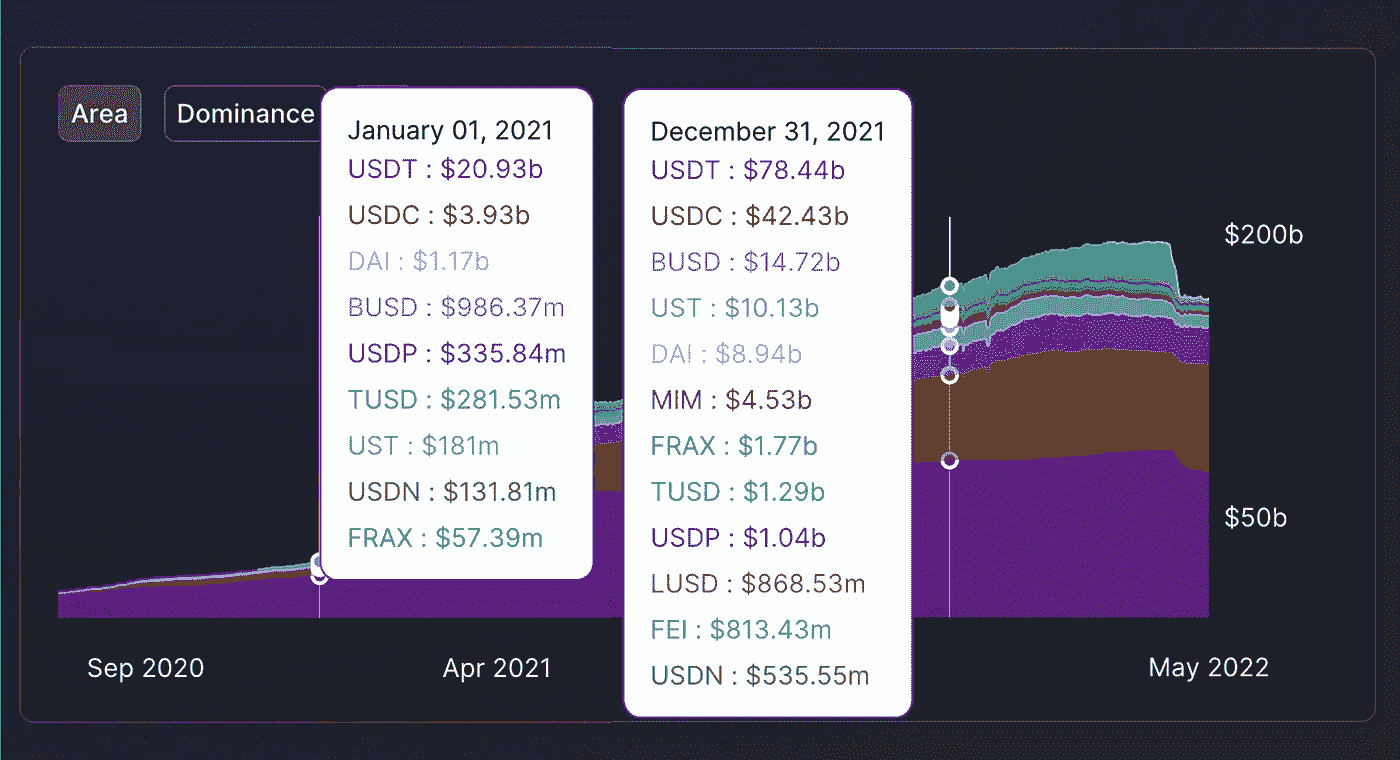 Area
Dominance
January 01, 2021
USDT : $20.93b
USDC : $3.93b
DAI : $1.17b
BUSD : $986.37m
USDP : $335.84m
TUSD : $281.53m
UST : $181m
USDN : $131.81m
FRAX : $57.39m
December 31, 2021
USDT : $78.44b
USDC : $42.43b
BUSD : $14.72b
UST : $10.13b
DAI : $8.94b
MIM : $4.53b
FRAX : $1.77b
TUSD : $1.29b
USDP : $1.04b
LUSD : $868.53m
FEI : $813.43m
USDN : $535.55m
$200b
$50b
Sep 2020
Apr 2021
May 2022